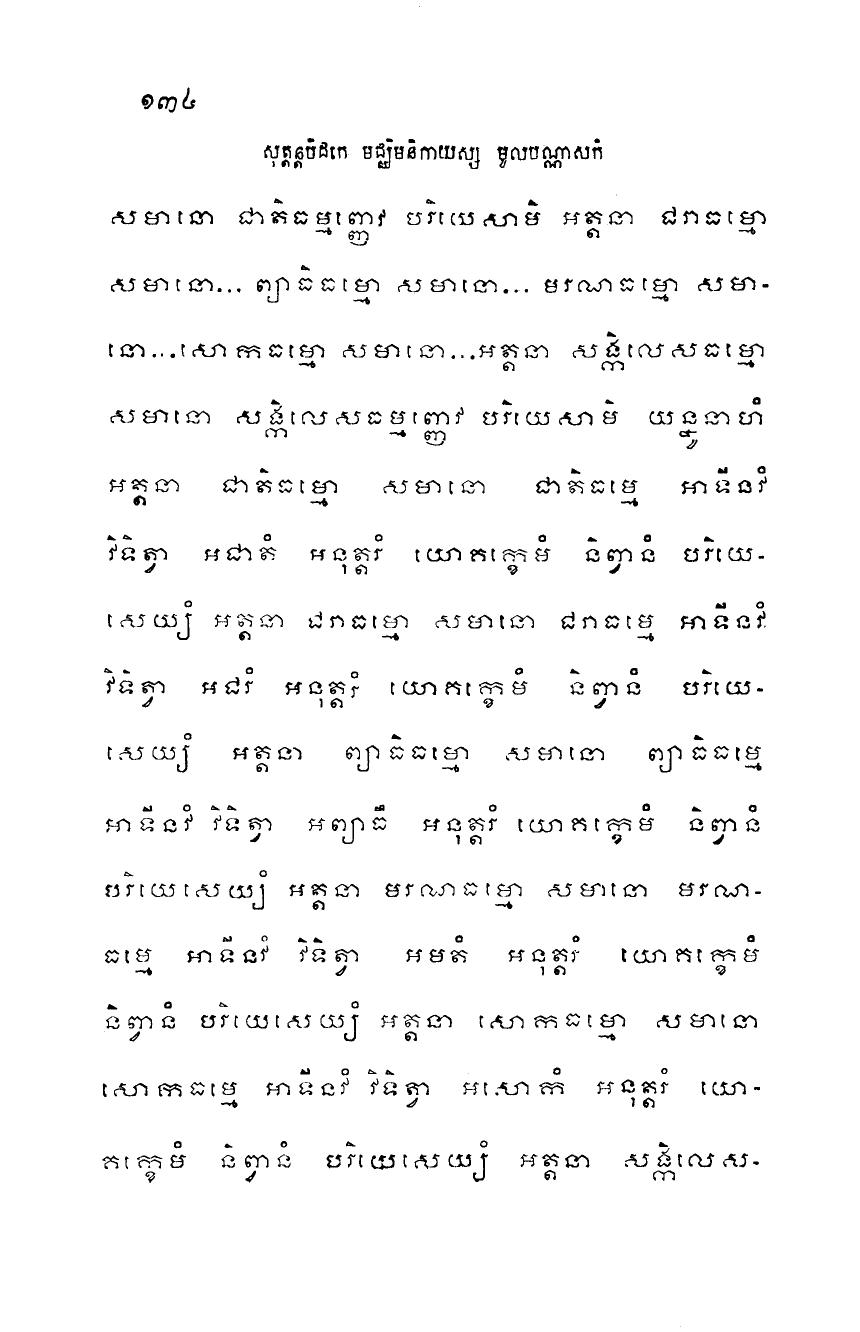 ១៣៤
សុត្តន្តបិដកេ មជ្ឈិមនិកាយស្ស មូលបណ្ណាសកំ
សមានោ ជាតិធម្មញ្ញេវ បរិយេសាមិ អត្តនា ជរាធម្មោ
សមានោ... ព្យាធិធម្មោ សមានោ... មរណធម្មោ សមា-
នោ...សោកធម្មោ សមានោ...អត្តនា សង្កិលេសធម្មោ
សមានោ សង្កិលេសធម្មញ្ញេវ បរិយេសាមិ យន្នូនាហំ
អត្តនា ជាតិធម្មោ សមានោ ជាតិធម្មេ អាទីនវំ
វិទិត្វា អជាតំ អនុត្តរំ យោគក្ខេមំ និព្វានំ បរិយេ-
សេយ្យំ អត្តនា ជរាធម្មោ សមានោ ជរាធម្មេ អាទីនវំ
វិទិត្វា អជរំ អនុត្តរំ យោគក្ខេមំ និព្វានំ បរិយេ-
សេយ្យំ អត្តនា ព្យាធិធម្មោ សមានោ ព្យាធិធម្មេ
អាទីនវំ វិទិត្វា អព្យាធឹ អនុត្តរំ យោគក្ខេមំ និព្វានំ
បរិយេសេយ្យំ អត្តនា មរណធម្មោ សមានោ មរណ-
ធម្មេ អាទីនវំ វិទិត្វា អមតំ អនុត្តរំ យោគក្ខេមំ
និព្វានំ បរិយេសេយ្យំ អត្តនា សោកធម្មោ សមានោ
សោកធម្មេ អាទីនវំ វិទិត្វា អសោកំ អនុត្តរំ យោ-
គក្ខេមំ និព្វានំ បរិយេសេយ្យំ អត្តនា សង្កិលេស-